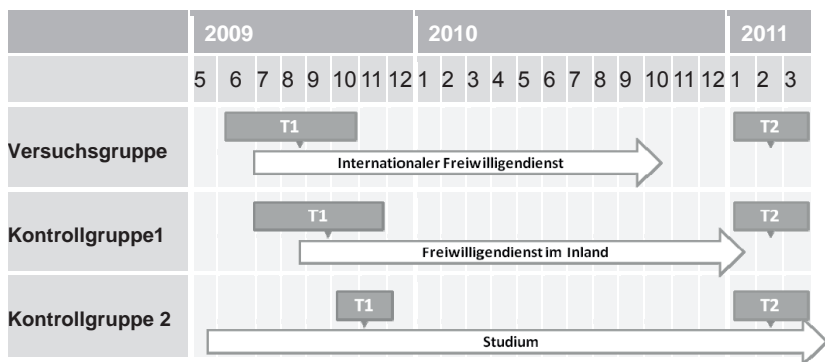 2009 2010 2011
5 6 7 8 9 10 11 12 1 2 3 4 5 6 7 8 9 10 11 12 1 2 3
T1 T2
Versuchsgruppe
Internationaler Freiwilligendienst
T1 T2
Kontrollgruppe1
Freiwilligendienst im Inland
T1 T2
Kontrollgruppe 2
Studium